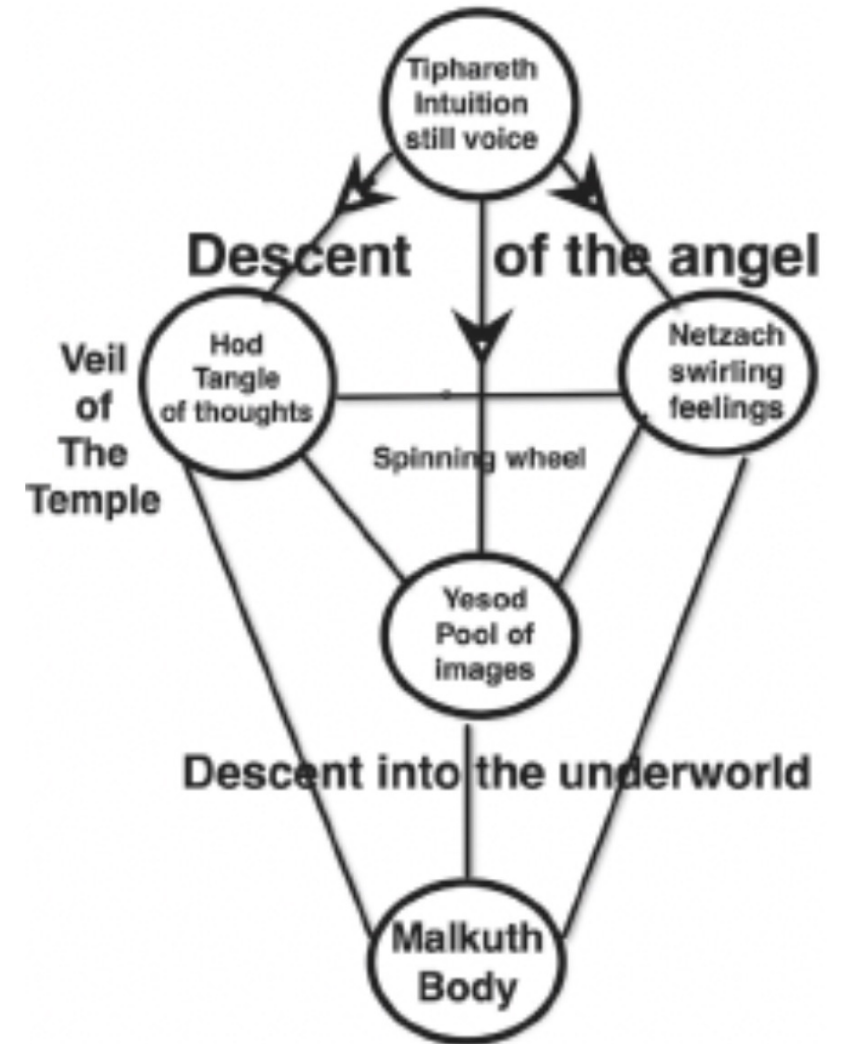 Tiphareth
Intuition
still voice
Descent of the angel
Hod
Tangle
of thoughts
Netzach
swirling
feelings
Veil
of
The
Temple
Spinning wheel
Yesod
Pool of
images
Descent into the underworld
Malkuth
Body